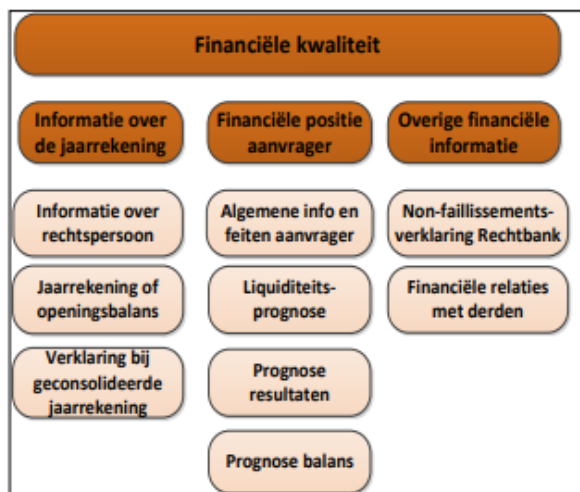 Financiële kwaliteit
Informatie over
de jaarrekening
Financiële positie
aanvrager
Overige financiële
informatie
Informatie over
rechtspersoon
Algemene info en
feiten aanvrager
Non-faillissements-
verklaring Rechtbank
Jaarrekening of
openingsbalans
Liquiditeits-
prognose
Financiële relaties
met derden
Verklaring bij
geconsolideerde
jaarrekening
Prognose
resultaten
Prognose balans